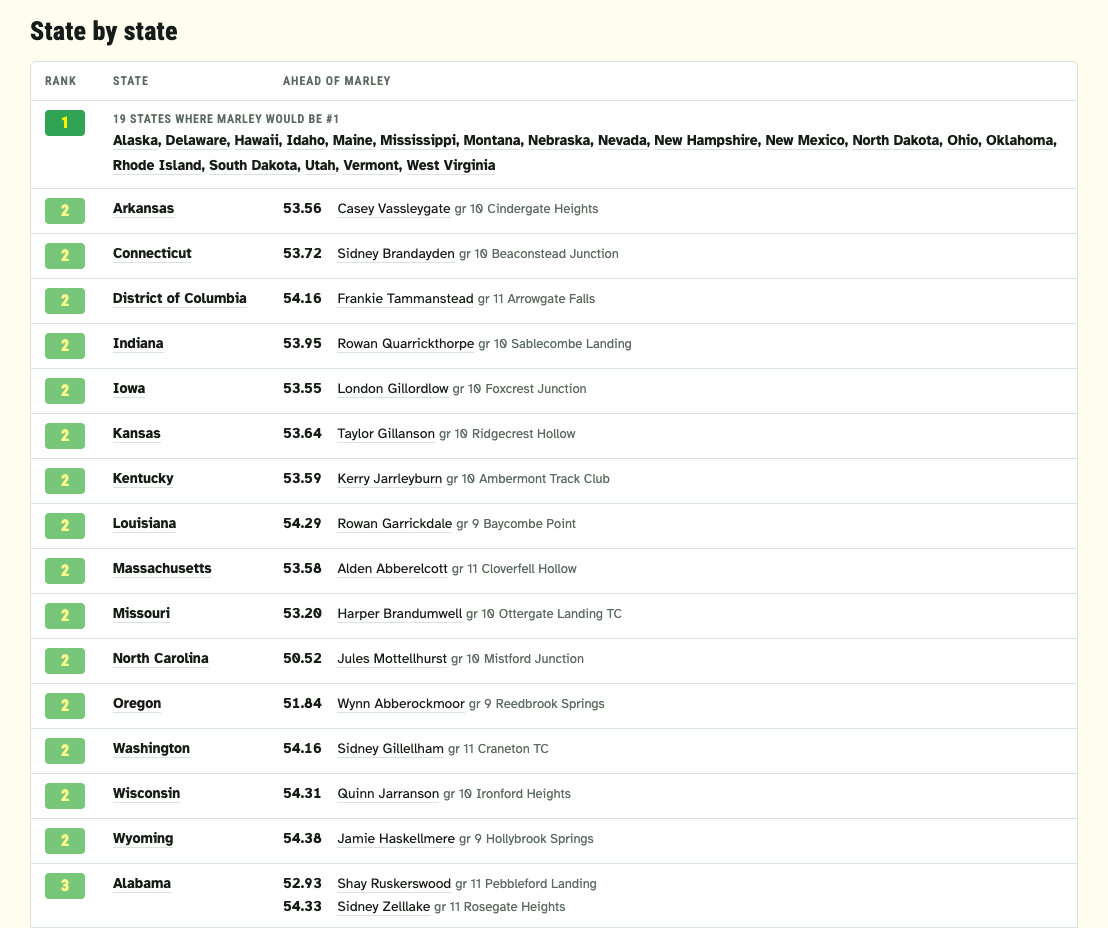 State by state
RANK STATE AHEAD OF MARLEY
1 19 STATES WHERE MARLEY WOULD BE #1
Alaska, Delaware, Hawaii, Idaho, Maine, Mississippi, Montana, Nebraska, Nevada, New Hampshire, New Mexico, North Dakota, Ohio, Oklahoma,
Rhode Island, South Dakota, Utah, Vermont, West Virginia
2 Arkansas 53.56 Casey Vassleygate gr 10 Cindergate Heights
2 Connecticut 53.72 Sidney Brandayden gr 10 Beaconstead Junction
2 District of Columbia 54.16 Frankie Tammanstead gr 11 Arrowgate Falls
2 Indiana 53.95 Rowan Quarrickthorpe gr 10 Sablecombe Landing
2 Iowa 53.55 London Gillordlow gr 10 Foxcrest Junction
2 Kansas 53.64 Taylor Gillanson gr 10 Ridgecrest Hollow
2 Kentucky 53.59 Kerry Jarrleyburn gr 10 Ambermont Track Club
2 Louisiana 54.29 Rowan Garrickdale gr 9 Baycombe Point
2 Massachusetts 53.58 Alden Abberelcott gr 11 Cloverfell Hollow
2 Missouri 53.20 Harper Brandumwell gr 10 Ottergate Landing TC
2 North Carolina 50.52 Jules Mottellhurst gr 10 Mistford Junction
2 Oregon 51.84 Wynn Abberockmoor gr 9 Reedbrook Springs
2 Washington 54.16 Sidney Gillellham gr 11 Craneton TC
2 Wisconsin 54.31 Quinn Jarranson gr 10 Ironford Heights
2 Wyoming 54.38 Jamie Haskellmere gr 9 Hollybrook Springs
3 Alabama 52.93 Shay Ruskerswood gr 11 Pebbleford Landing
54.33 Sidney Zelllake gr 11 Rosegate Heights